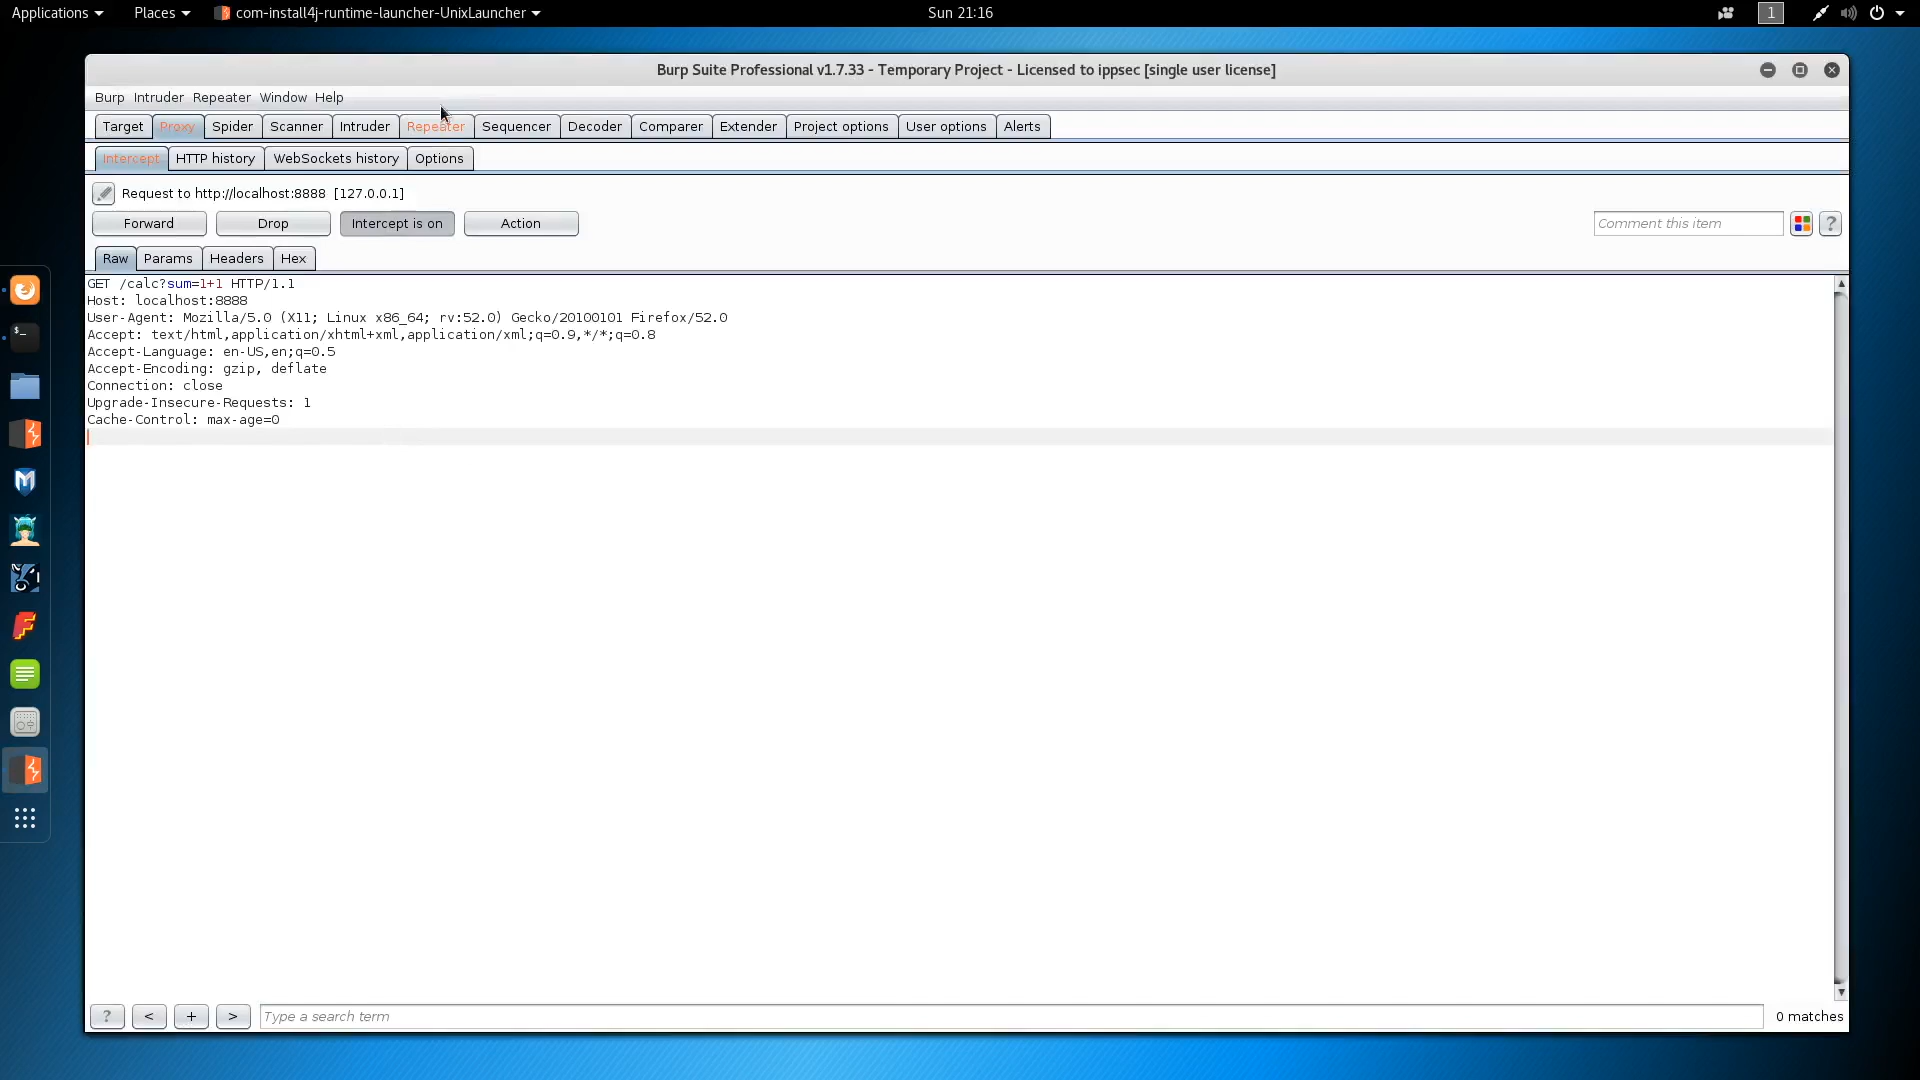 Applications Places com-install4j-runtime-launcher-UnixLauncher Sun 21:16 1
Burp Suite Professional v1.7.33 - Temporary Project - Licensed to ippsec [single user license]
Burp Intruder Repeater Window Help
Target Proxy Spider Scanner Intruder Repeater Sequencer Decoder Comparer Extender Project options User options Alerts
Intercept HTTP history WebSockets history Options
Request to http://localhost:8888 [127.0.0.1]
Forward Drop Intercept is on Action Comment this item ?
Raw Params Headers Hex
GET /calc?sum=1+1 HTTP/1.1
Host: localhost:8888
User-Agent: Mozilla/5.0 (X11; Linux x86_64; rv:52.0) Gecko/20100101 Firefox/52.0
Accept: text/html,application/xhtml+xml,application/xml;q=0.9,*/*;q=0.8
Accept-Language: en-US,en;q=0.5
Accept-Encoding: gzip, deflate
Connection: close
Upgrade-Insecure-Requests: 1
Cache-Control: max-age=0
? < + > Type a search term 0 matches